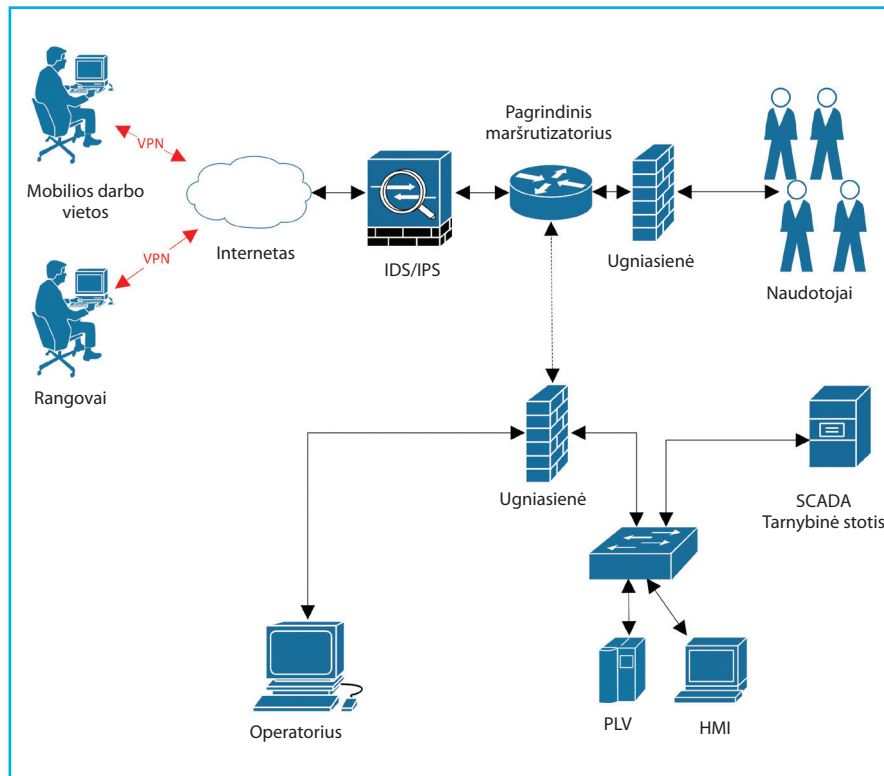 Pagrindinis
maršrutizatorius
VPN
Mobilios darbo
vietos
Internetas
IDS/IPS
Ugniasienė
Naudotojai
VPN
Rangovai
Ugniasienė
SCADA
Tarnybinė stotis
Operatorius
PLV
HMI